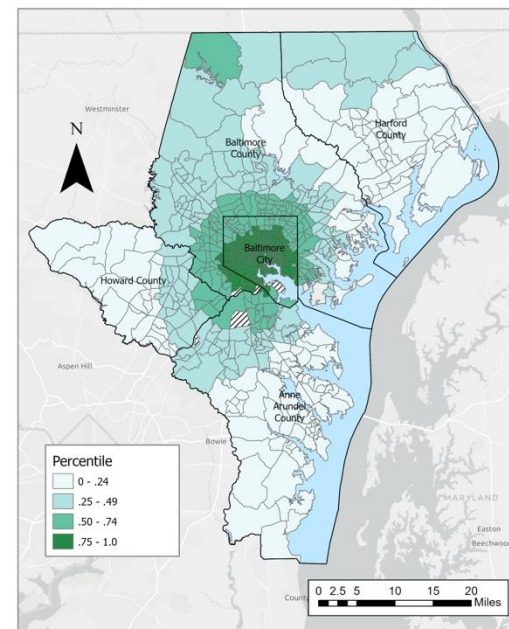 Westminster
N
Harford
County
Baltimore
County
Baltimore
City
Howard County
Aspen Hill
Anne
Arundel
County
Bowie
Percentile
0 - .24
.25 - .49
.50 - .74
.75 - 1.0
MARYLAND
Easton
Beechwood
County
0 2.5 5 10 15 20
Miles